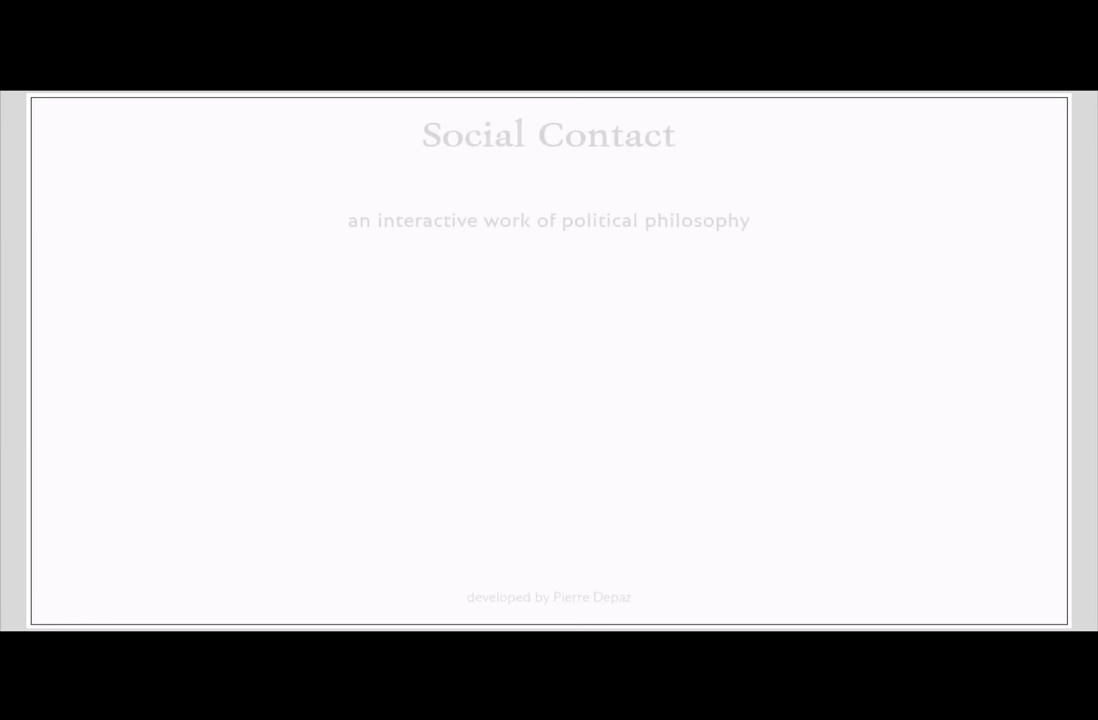 Social Contact
an interactive work of political philosophy
developed by Pierre Depaz